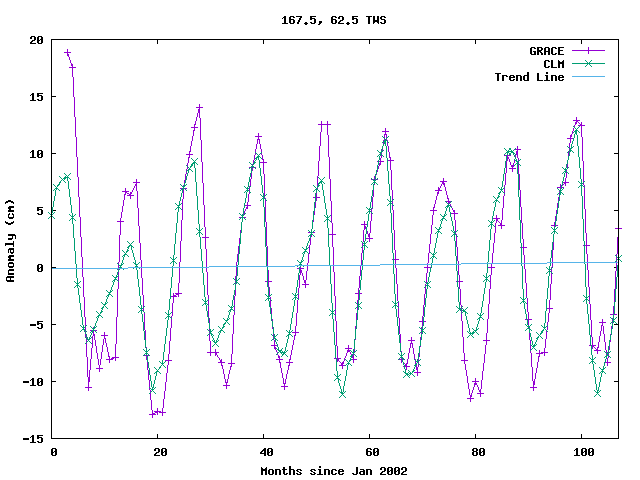 167.5, 62.5 TWS
GRACE
CLM
Trend Line
20
15
10
5
0
-5
-10
-15
Anomaly (cm)
0 20 40 60 80 100
Months since Jan 2002